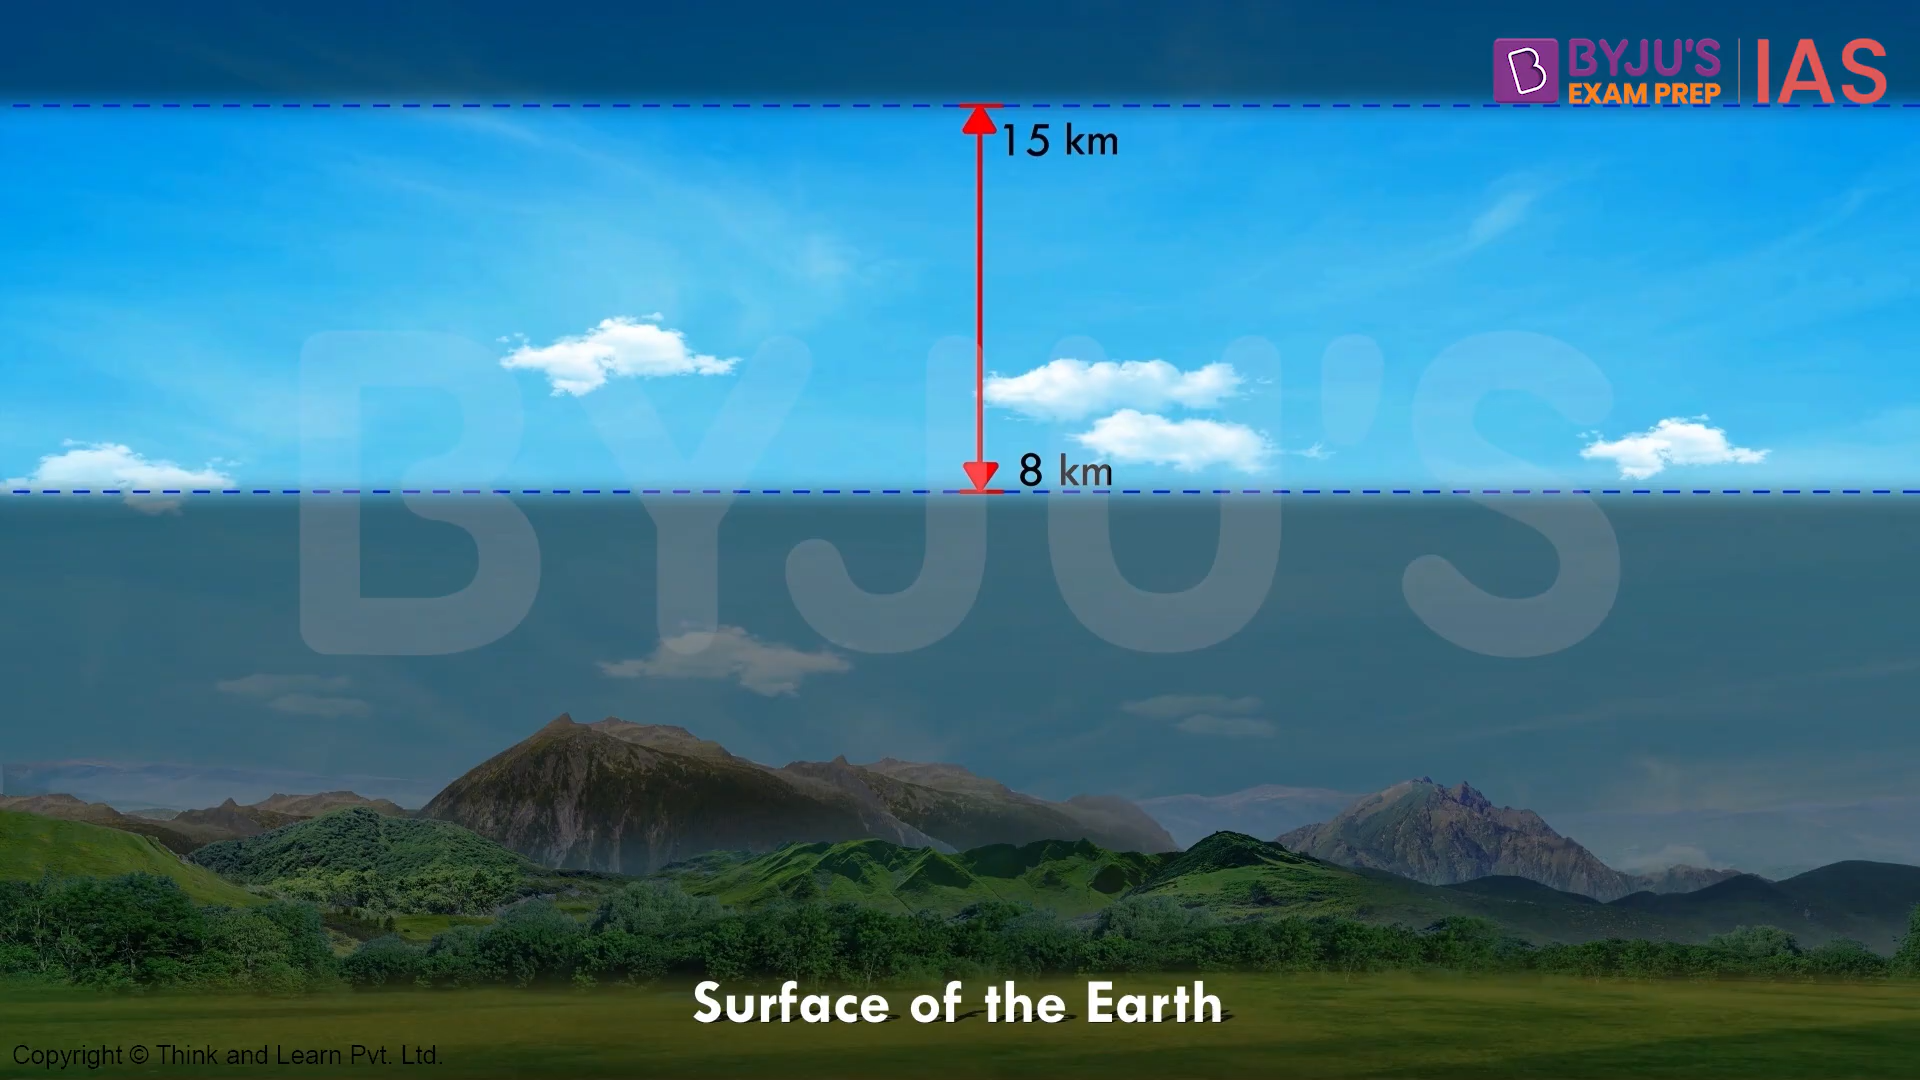 BYJU'S
EXAM PREP
IAS
15 km
8 km
BYJU'S
Surface of the Earth
Copyright © Think and Learn Pvt. Ltd.